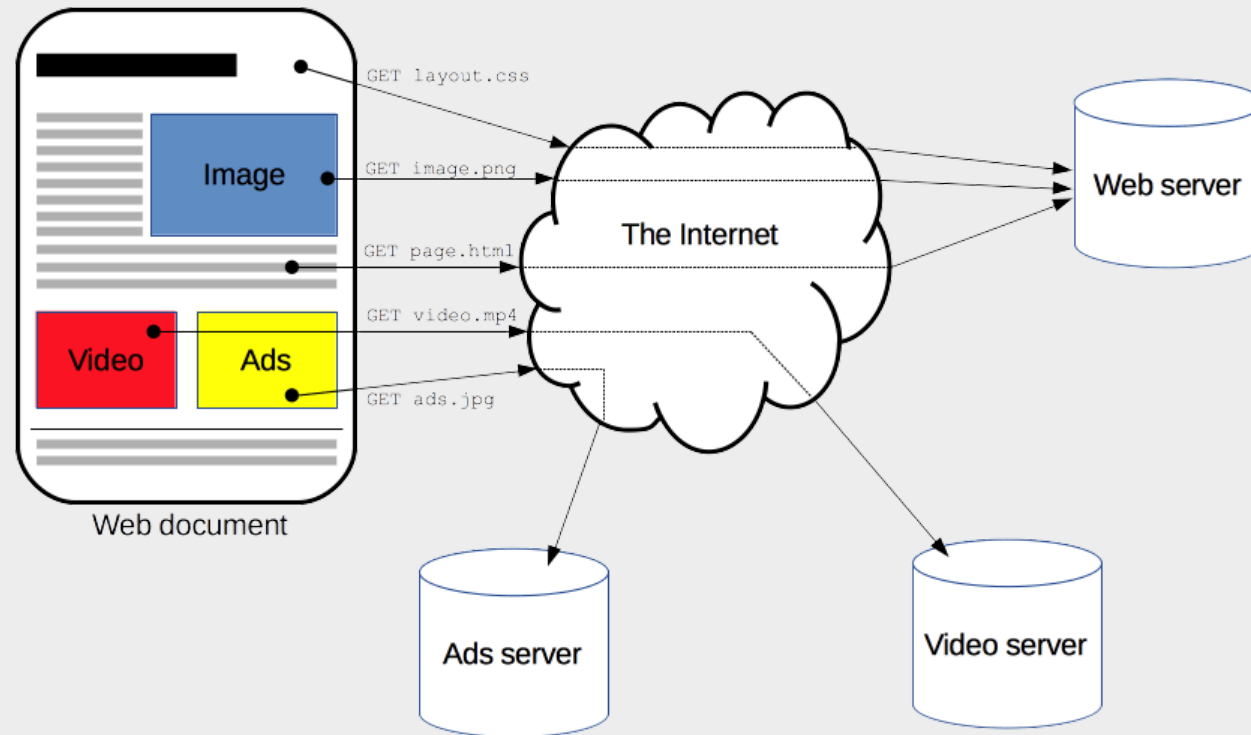 GET layout.css
Image
GET image.png
Web server
The Internet
GET page.html
GET video.mp4
Video
Ads
GET ads.jpg
Web document
Ads server
Video server